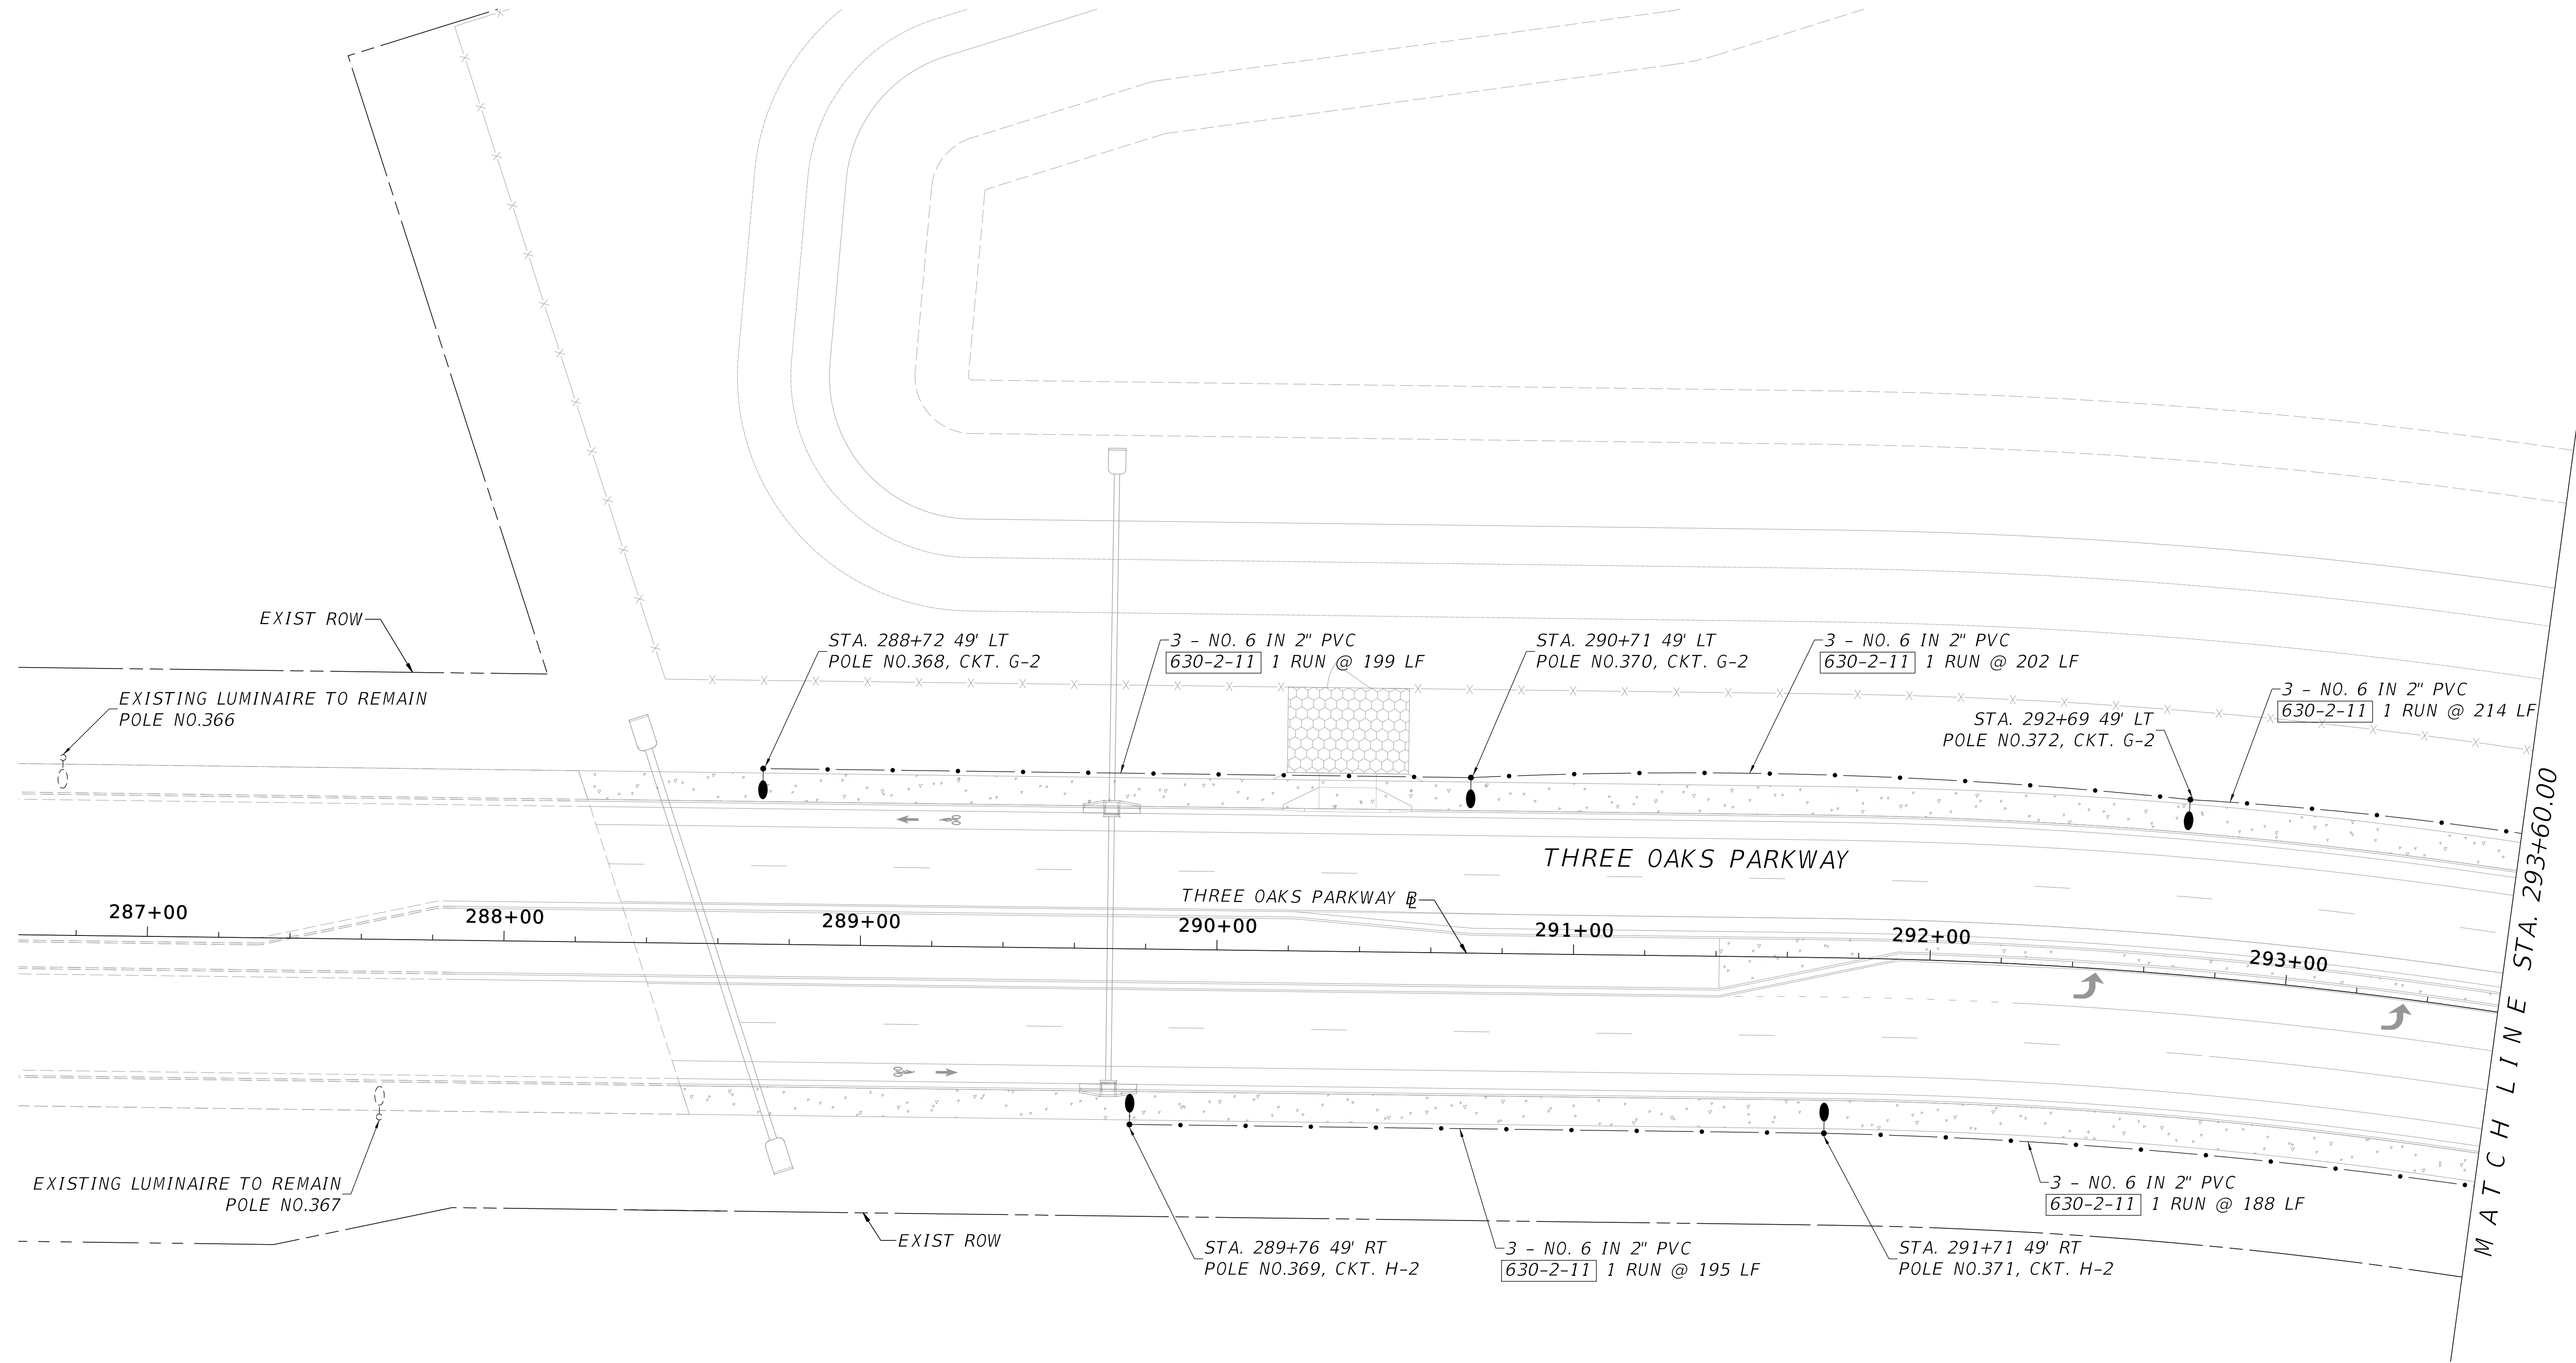 EXIST ROW
EXISTING LUMINAIRE TO REMAIN
POLE NO.366
STA. 288+72 49' LT
POLE NO.368, CKT. G-2
3 - NO. 6 IN 2" PVC
630-2-11 1 RUN @ 199 LF
STA. 290+71 49' LT
POLE NO.370, CKT. G-2
3 - NO. 6 IN 2" PVC
630-2-11 1 RUN @ 202 LF
STA. 292+69 49' LT
POLE NO.372, CKT. G-2
3 - NO. 6 IN 2" PVC
630-2-11 1 RUN @ 214 LF
THREE OAKS PARKWAY
THREE OAKS PARKWAY BL
287+00
288+00
289+00
290+00
291+00
292+00
293+00
MATCH LINE STA. 293+60.00
EXISTING LUMINAIRE TO REMAIN
POLE NO.367
EXIST ROW
STA. 289+76 49' RT
POLE NO.369, CKT. H-2
3 - NO. 6 IN 2" PVC
630-2-11 1 RUN @ 195 LF
STA. 291+71 49' RT
POLE NO.371, CKT. H-2
3 - NO. 6 IN 2" PVC
630-2-11 1 RUN @ 188 LF